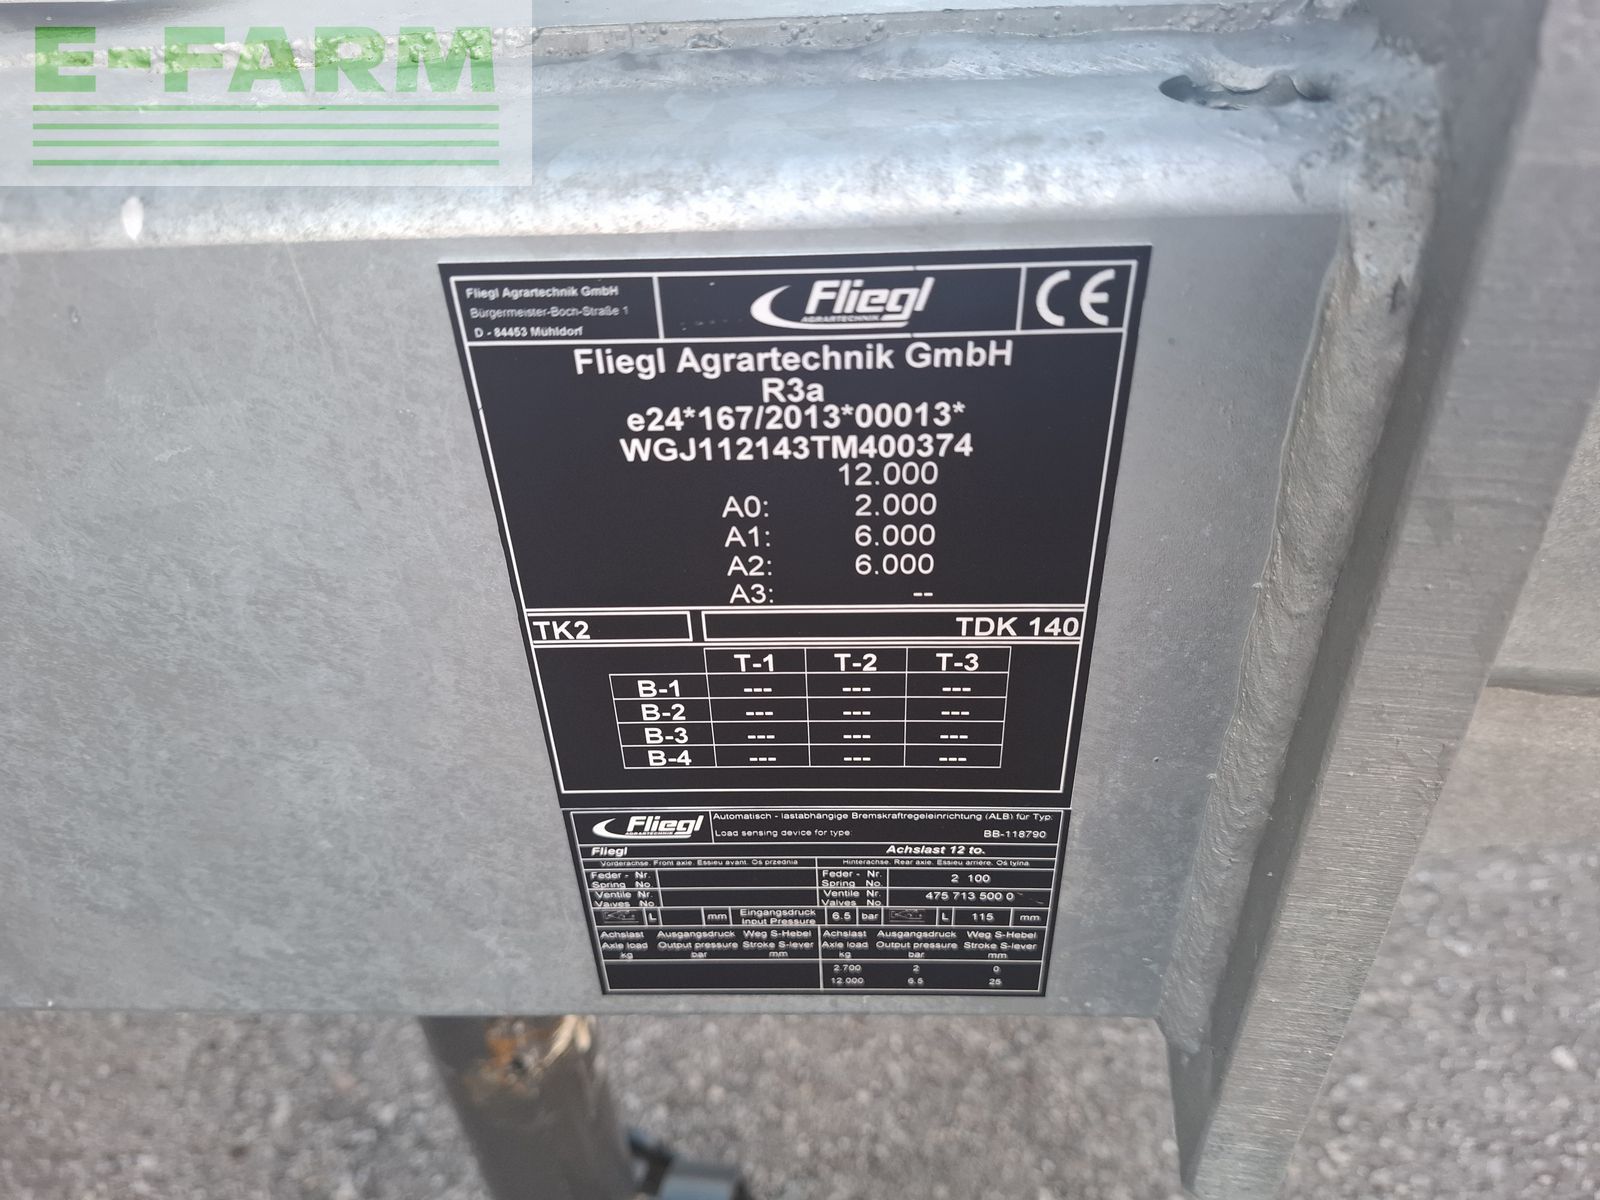 E-FARM
Fliegl Agrartechnik GmbH
Bürgermeister-Boch-Straße 1
D - 84453 Mühldorf
Fliegl
AGRARTECHNIK
CE
Fliegl Agrartechnik GmbH
R3a
e24*167/2013*00013*
WGJ112143TM400374
12.000
A0: 2.000
A1: 6.000
A2: 6.000
A3: --
TK2 TDK 140
T-1 T-2 T-3
B-1 --- --- ---
B-2 --- --- ---
B-3 --- --- ---
B-4 --- --- ---
Fliegl
AGRARTECHNIK
Automatisch - lastabhängige Bremskraftregeleinrichtung (ALB) für Typ:
Load sensing device for type: BB-118790
Fliegl Achslast 12 to.
Vorderachse. Front axle. Essieu avant. Os przednia Hinterachse. Rear axle. Essieu arrière. Os tylna.
Feder - Nr. Feder - Nr. 2 100
Spring No. Spring No.
Ventile Nr. Ventile Nr. 475 713 500 0
Valves No. Valves No.
L mm Eingangsdruck 6.5 bar L 115 mm
Input Pressure
Achslast Ausgangsdruck Weg S-Hebel Achslast Ausgangsdruck Weg S-Hebel
Axle load Output pressure Stroke S-lever Axle load Output pressure Stroke S-lever
kg bar mm kg bar mm
2.700 2 0
12.000 6.5 25